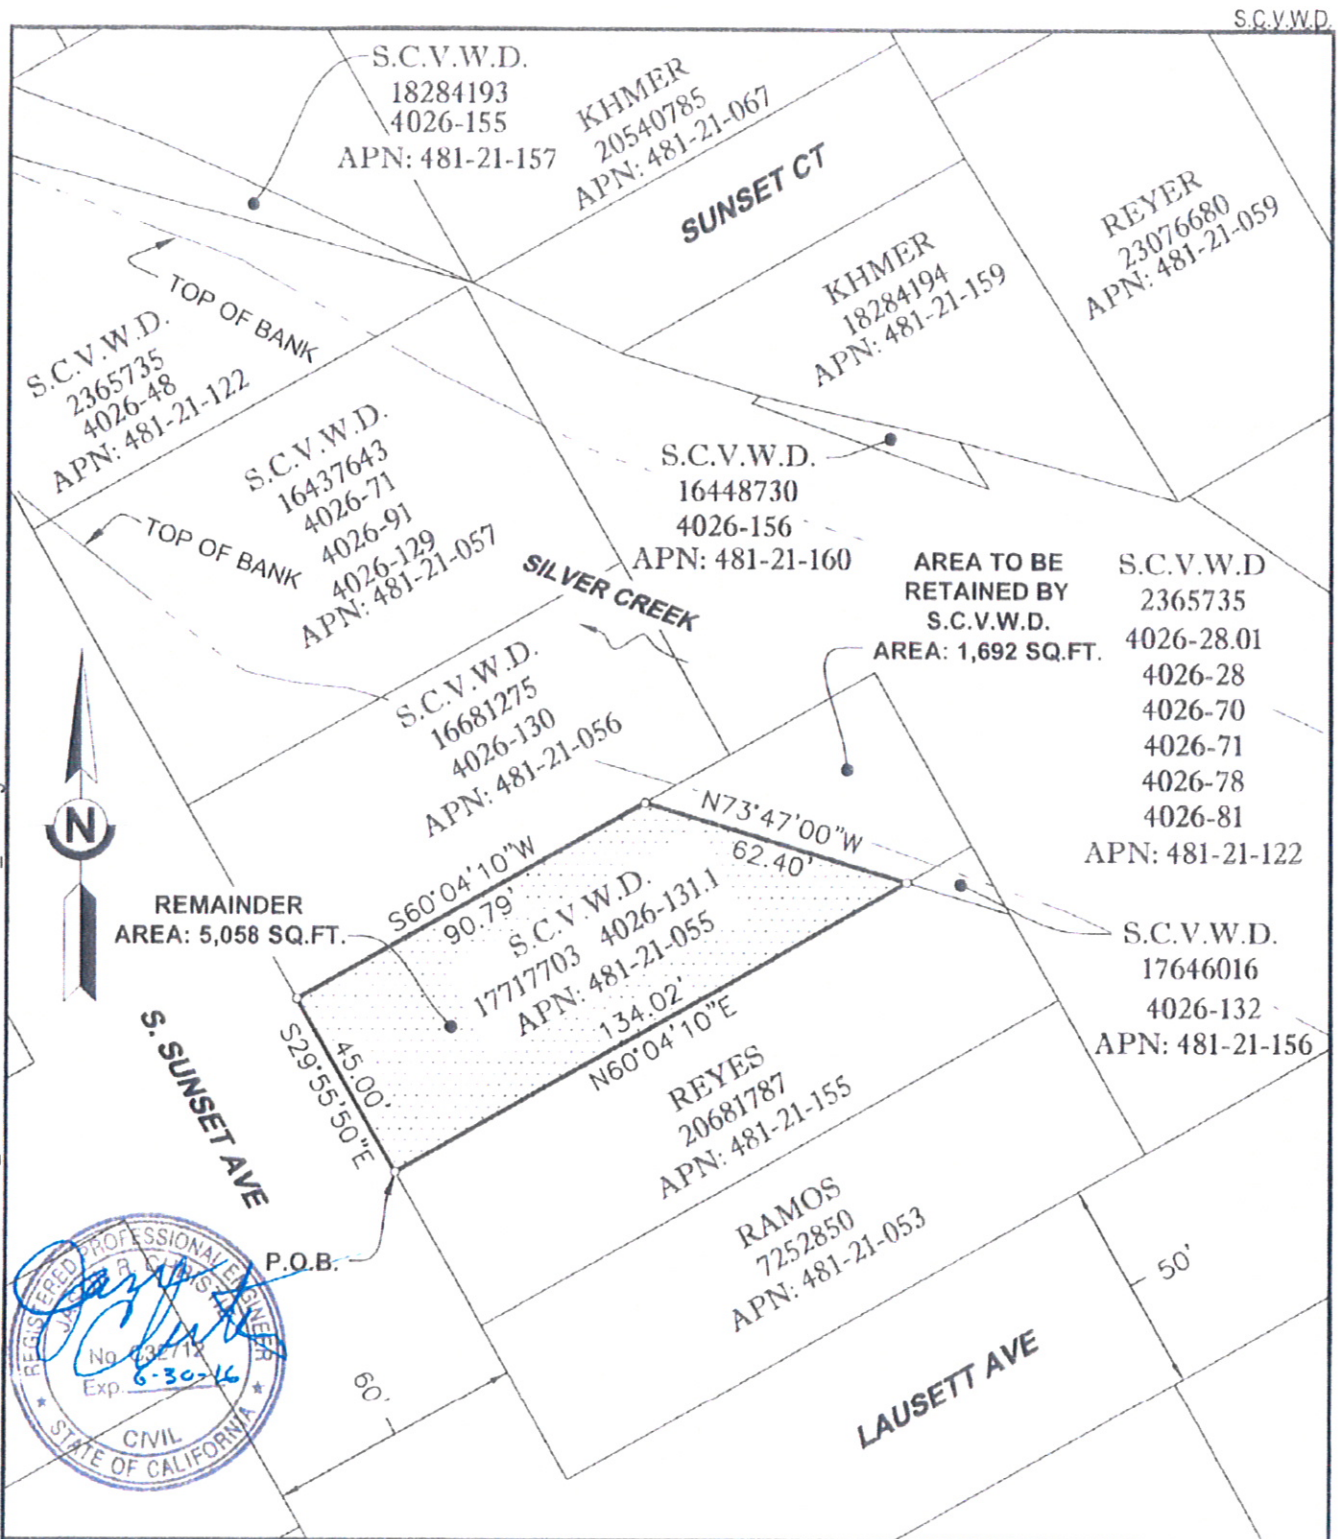 S.C.V.W.D.
S.C.V.W.D.
18284193
4026-155
APN: 481-21-157
KHMER
20540785
APN: 481-21-067
SUNSET CT
REYER
23076680
APN: 481-21-059
KHMER
18284194
APN: 481-21-159
TOP OF BANK
S.C.V.W.D.
2365735
4026-48
APN: 481-21-122
S.C.V.W.D.
16437643
4026-71
4026-91
4026-129
APN: 481-21-057
TOP OF BANK
S.C.V.W.D.
16448730
4026-156
APN: 481-21-160
SILVER CREEK
AREA TO BE
RETAINED BY
S.C.V.W.D.
AREA: 1,692 SQ.FT.
S.C.V.W.D
2365735
4026-28.01
4026-28
4026-70
4026-71
4026-78
4026-81
APN: 481-21-122
S.C.V.W.D.
16681275
4026-130
APN: 481-21-056
N
N73°47'00"W
62.40'
S60°04'10"W
90.79'
REMAINDER
AREA: 5,058 SQ.FT.
S.C.V.W.D.
17717703 4026-131.1
APN: 481-21-055
S.C.V.W.D.
17646016
4026-132
APN: 481-21-156
134.02'
N60°04'10"E
45.00'
S29°55'50"E
S. SUNSET AVE
REYES
20681787
APN: 481-21-155
RAMOS
7252850
APN: 481-21-053
P.O.B.
50'
60'
LAUSETT AVE
REGISTERED PROFESSIONAL ENGINEER
No.
Exp. 6-30-16
CIVIL
STATE OF CALIFORNIA